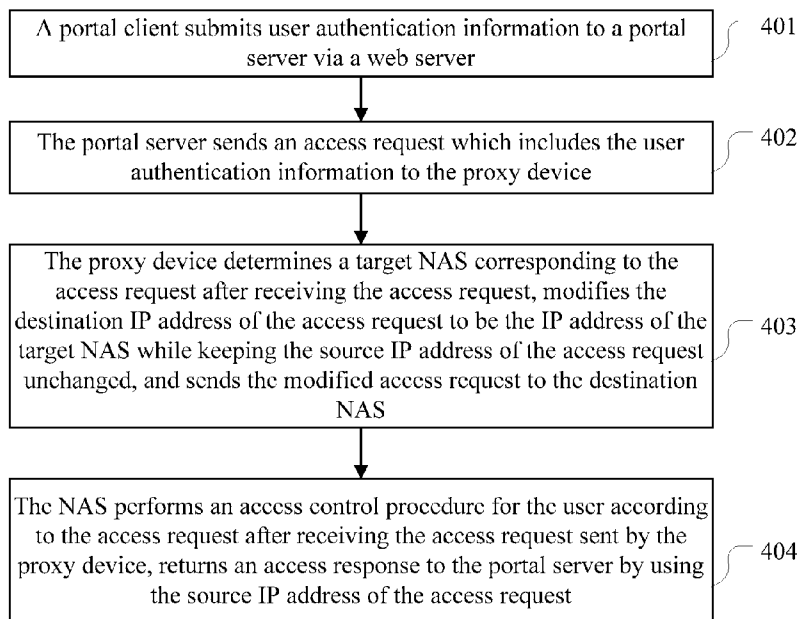 A portal client submits user authentication information to a portal
server via a web server
401
The portal server sends an access request which includes the user
authentication information to the proxy device
402
The proxy device determines a target NAS corresponding to the
access request after receiving the access request, modifies the
destination IP address of the access request to be the IP address of the
target NAS while keeping the source IP address of the access request
unchanged, and sends the modified access request to the destination
NAS
403
The NAS performs an access control procedure for the user according
to the access request after receiving the access request sent by the
proxy device, returns an access response to the portal server by using
the source IP address of the access request
404